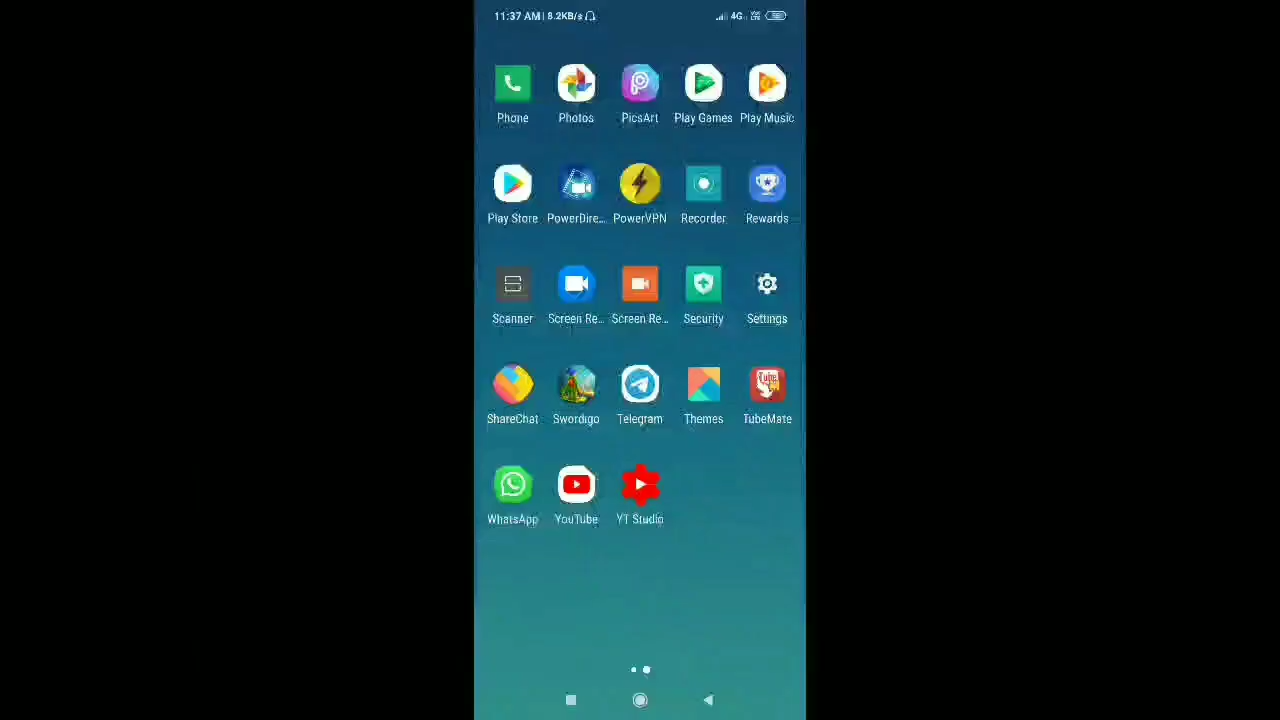 11:37 AM | 8.2KB/s 4G
Phone Photos PicsArt Play Games Play Music
Play Store PowerDire... PowerVPN Recorder Rewards
Scanner Screen Re... Screen Re... Security Settings
Tube
ShareChat Swordigo Telegram Themes TubeMate
WhatsApp YouTube YT Studio